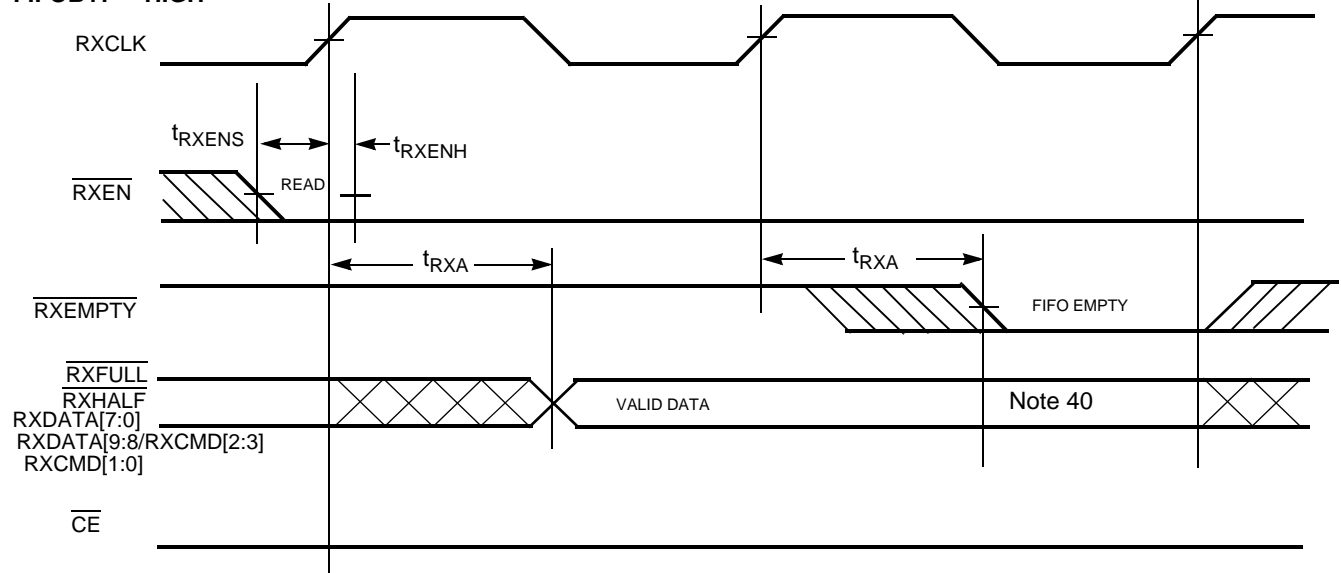 RXCLK
tRXENS
tRXENH
RXEN
READ
tRXA
tRXA
RXEMPTY
FIFO EMPTY
RXFULL
RXHALF
VALID DATA
Note 40
RXDATA[7:0]
RXDATA[9:8/RXCMD[2:3]
RXCMD[1:0]
CE